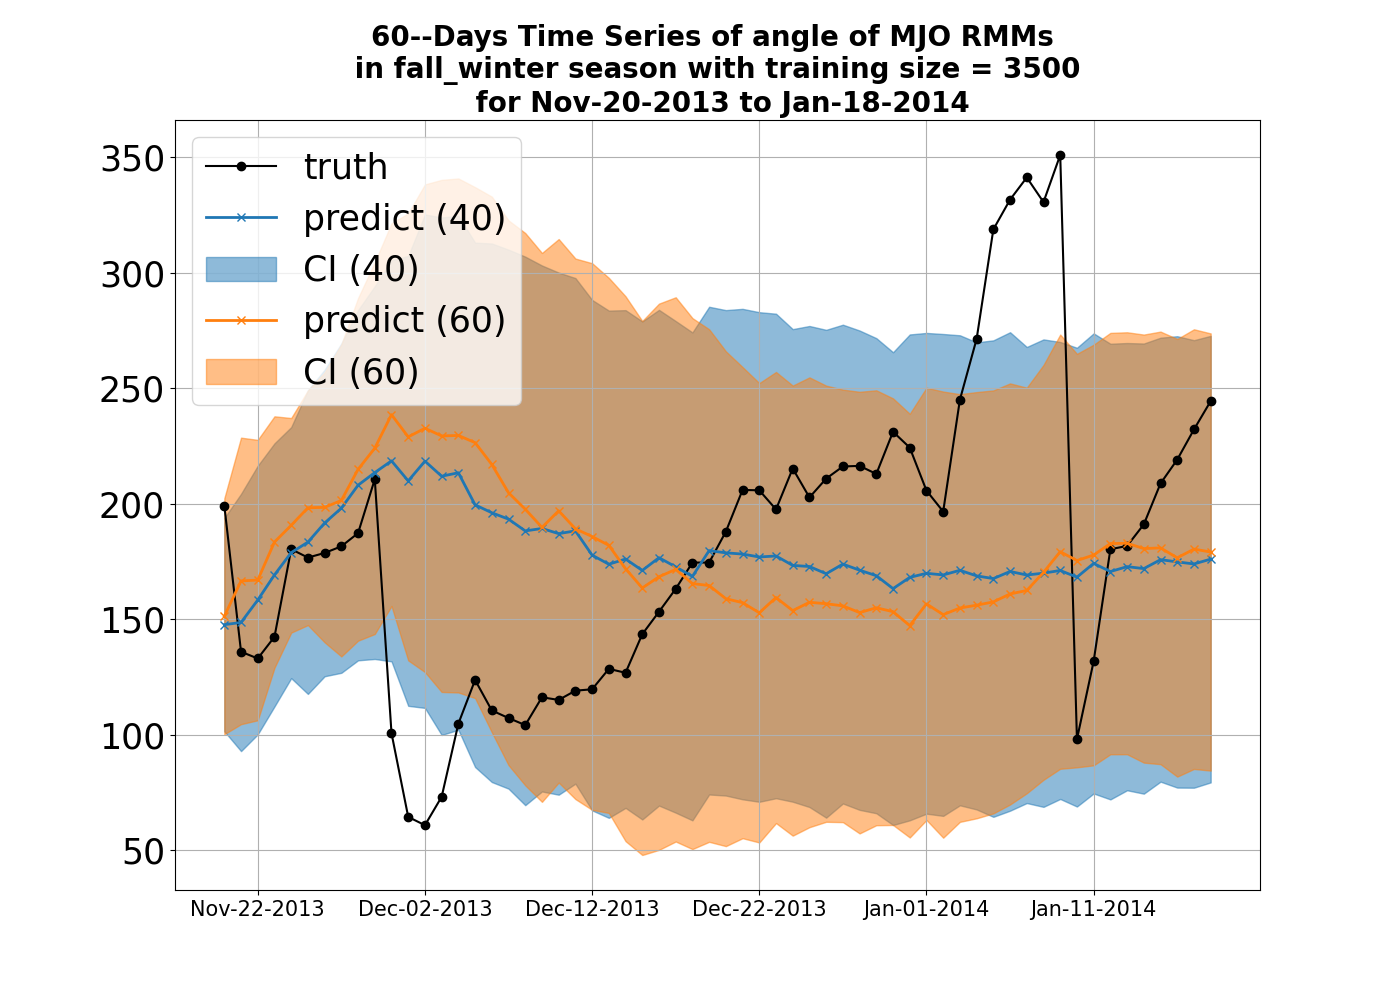 60--Days Time Series of angle of MJO RMMs
in fall_winter season with training size = 3500
for Nov-20-2013 to Jan-18-2014
truth
predict (40)
CI (40)
predict (60)
CI (60)
350
300
250
200
150
100
50
Nov-22-2013 Dec-02-2013 Dec-12-2013 Dec-22-2013 Jan-01-2014 Jan-11-2014